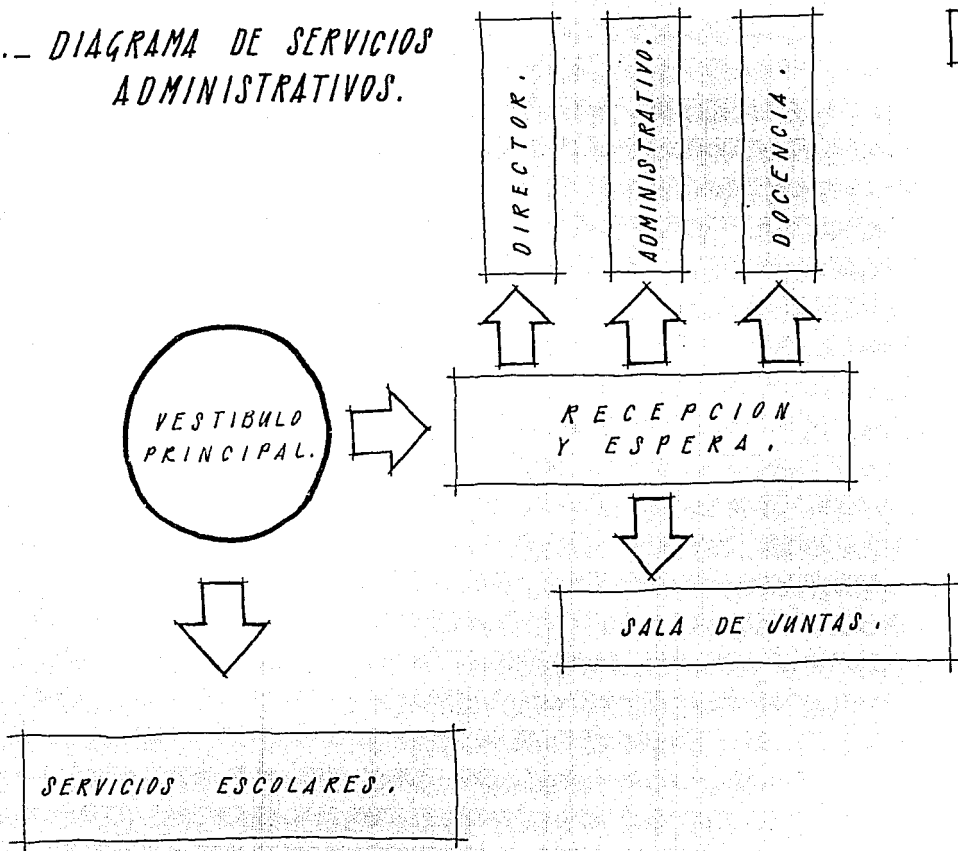 ._ DIAGRAMA DE SERVICIOS
ADMINISTRATIVOS.
DIRECTOR.
ADMINISTRATIVO.
DOCENCIA.
VESTIBULO
PRINCIPAL.
RECEPCION
Y ESPERA.
SALA DE JUNTAS.
SERVICIOS ESCOLARES.